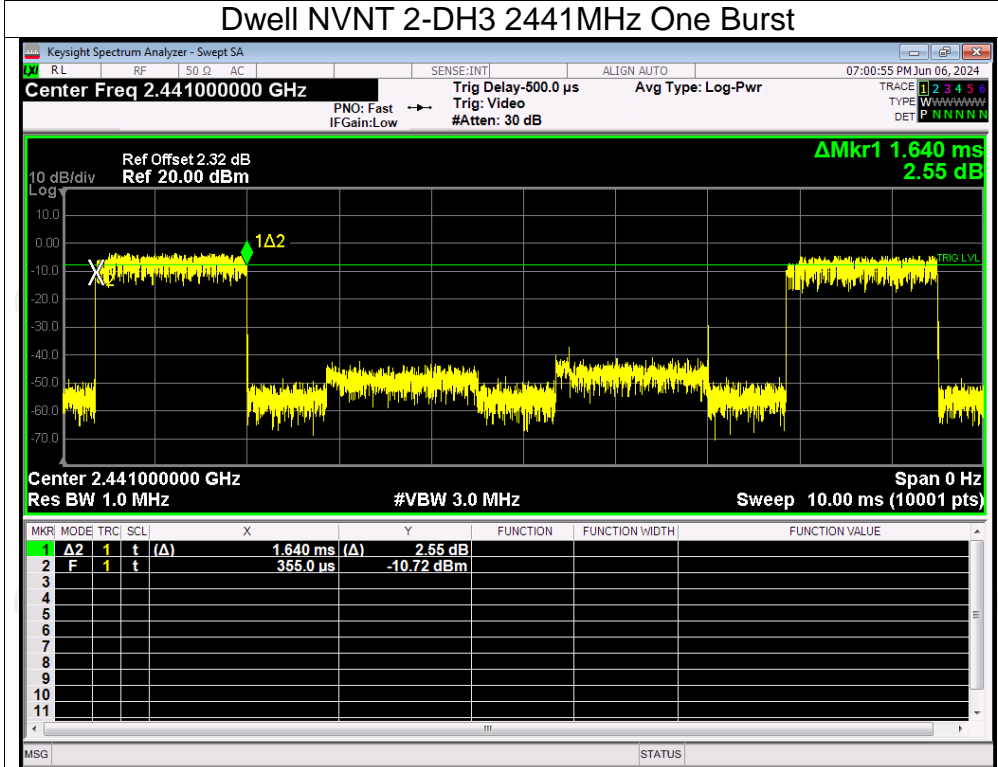 Dwell NVNT 2-DH3 2441MHz One Burst
Keysight Spectrum Analyzer - Swept SA
LXI RL RF 50 Ω AC SENSE:INT ALIGN AUTO 07:00:55 PM Jun 06, 2024
Center Freq 2.441000000 GHz Trig Delay-500.0 µs Avg Type: Log-Pwr TRACE 1 2 3 4 5 6
PNO: Fast Trig: Video TYPE WWWWWWW
IFGain:Low #Atten: 30 dB DET P N N N N N
ΔMkr1 1.640 ms
2.55 dB
Ref Offset 2.32 dB
10 dB/div Ref 20.00 dBm
Log
10.0
0.00
1Δ2
TRIG LVL
-10.0
2
-20.0
-30.0
-40.0
-50.0
-60.0
-70.0
Center 2.441000000 GHz Span 0 Hz
Res BW 1.0 MHz #VBW 3.0 MHz Sweep 10.00 ms (10001 pts)
MKR MODE TRC SCL X Y FUNCTION FUNCTION WIDTH FUNCTION VALUE
1 Δ2 1 t (Δ) 1.640 ms (Δ) 2.55 dB
2 F 1 t 355.0 µs -10.72 dBm
3
4
5
6
7
8
9
10
11
MSG STATUS